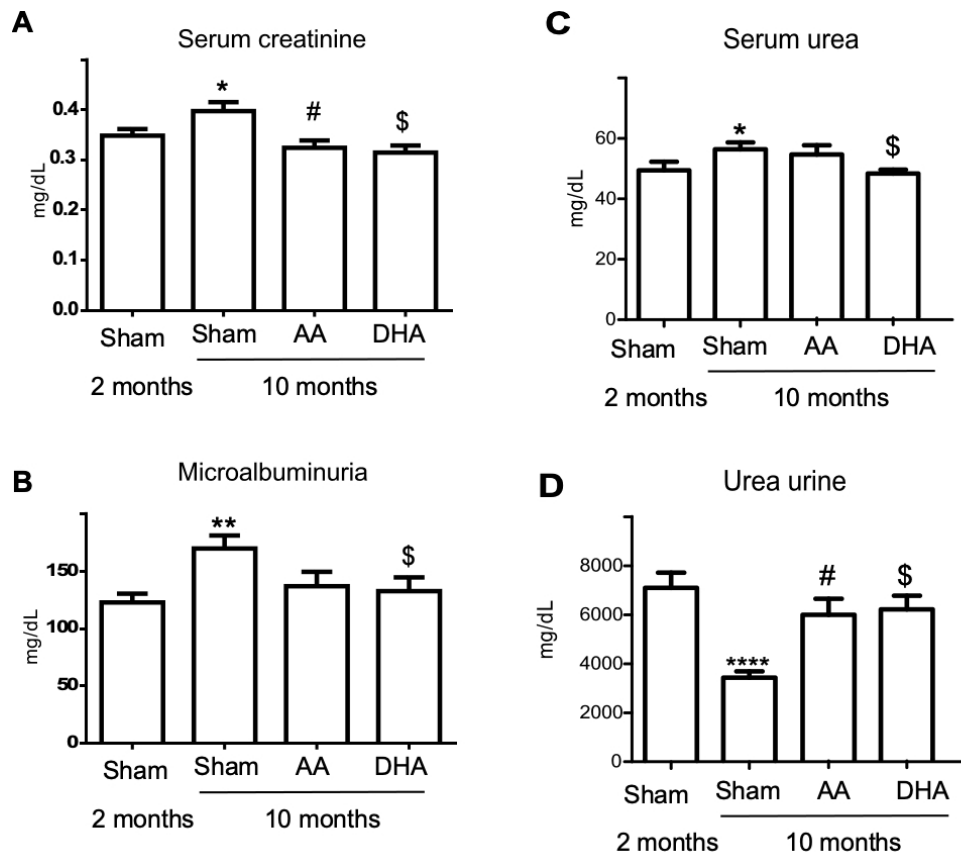 A
Serum creatinine
*
#
$
0.4
0.3
0.2
0.1
0.0
mg/dL
Sham
Sham
AA
DHA
2 months
10 months
C
Serum urea
*
$
60
40
20
0
mg/dL
Sham
Sham
AA
DHA
2 months
10 months
B
Microalbuminuria
**
$
150
100
50
0
mg/dL
Sham
Sham
AA
DHA
2 months
10 months
D
Urea urine
****
#
$
8000
6000
4000
2000
0
mg/dL
Sham
Sham
AA
DHA
2 months
10 months